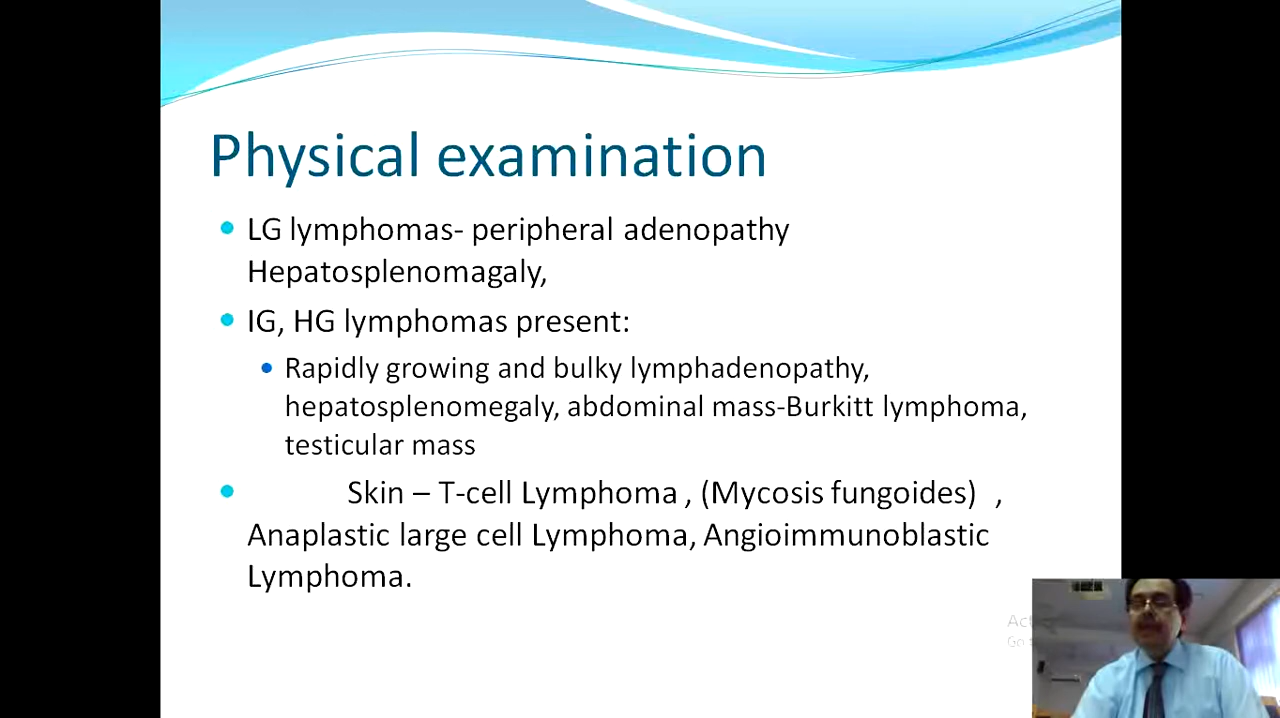 Physical examination
LG lymphomas- peripheral adenopathy
Hepatosplenomagaly,
IG, HG lymphomas present:
Rapidly growing and bulky lymphadenopathy,
hepatosplenomegaly, abdominal mass-Burkitt lymphoma,
testicular mass
Skin – T-cell Lymphoma , (Mycosis fungoides) ,
Anaplastic large cell Lymphoma, Angioimmunoblastic
Lymphoma.